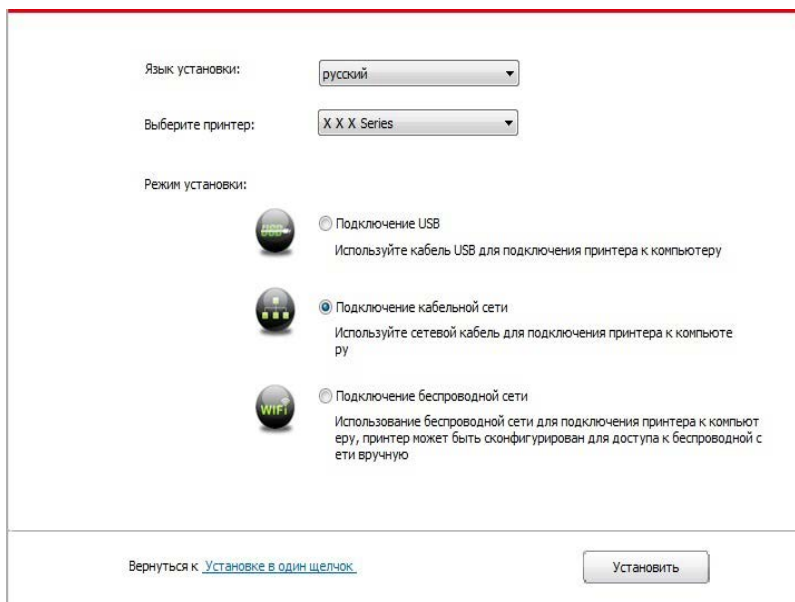 Язык установки:
русский
Выберите принтер:
X X X Series
Режим установки:
USB
Подключение USB
Используйте кабель USB для подключения принтера к компьютеру
Подключение кабельной сети
Используйте сетевой кабель для подключения принтера к компьюте
ру
WiFi
Подключение беспроводной сети
Использование беспроводной сети для подключения принтера к компьют
еру, принтер может быть сконфигурирован для доступа к беспроводной с
ети вручную
Вернуться к Установке в один щелчок
Установить